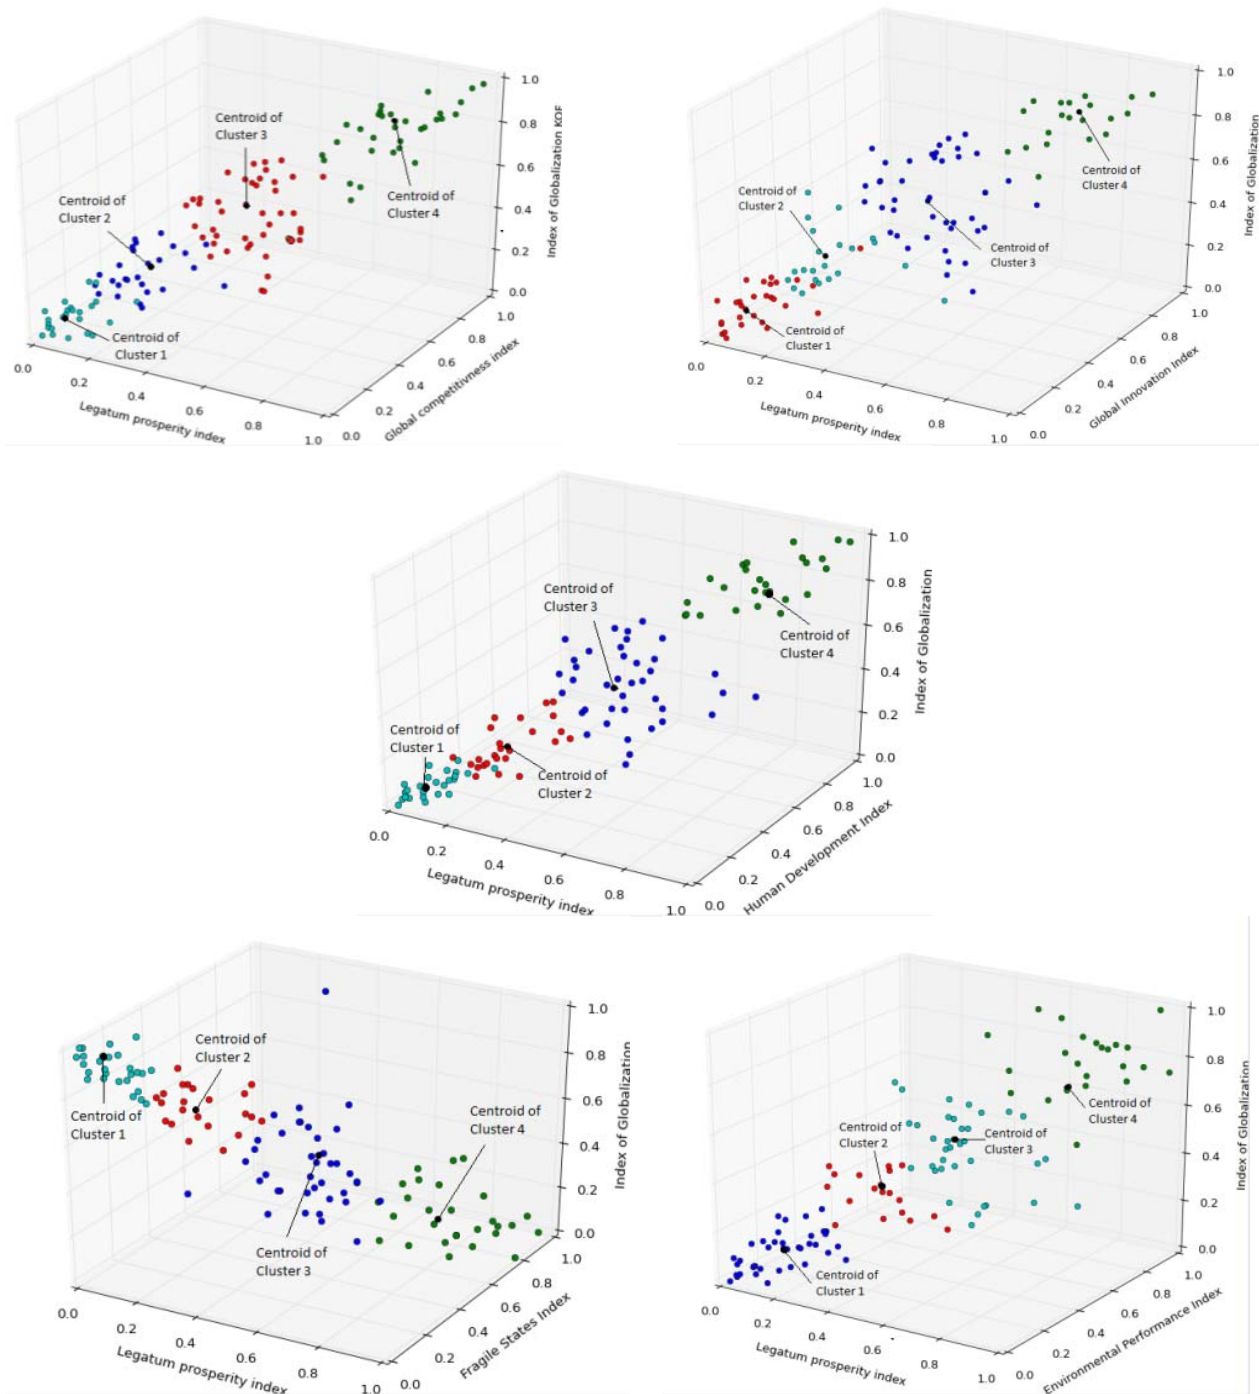 Centroid of
Cluster 3
Centroid of
Cluster 2
Centroid of
Cluster 4
Centroid of
Cluster 1
1.0
0.8
0.6
0.4
0.2
0.0
Index of Globalization KOF
0.0
0.2
0.4
0.6
0.8
1.0
Legatum prosperity index
0.0
0.2
0.4
0.6
0.8
1.0
Global competitivness index
Centroid of
Cluster 2
Centroid of
Cluster 4
Centroid of
Cluster 3
Centroid of
Cluster 1
1.0
0.8
0.6
0.4
0.2
0.0
Index of Globalization
0.0
0.2
0.4
0.6
0.8
1.0
Legatum prosperity index
0.0
0.2
0.4
0.6
0.8
1.0
Global Innovation Index
Centroid of
Cluster 3
Centroid of
Cluster 4
Centroid of
Cluster 1
Centroid of
Cluster 2
1.0
0.8
0.6
0.4
0.2
0.0
Index of Globalization
0.0
0.2
0.4
0.6
0.8
1.0
Legatum prosperity index
0.0
0.2
0.4
0.6
0.8
1.0
Human Development Index
Centroid of
Cluster 2
Centroid of
Cluster 1
Centroid of
Cluster 4
Centroid of
Cluster 3
1.0
0.8
0.6
0.4
0.2
0.0
Index of Globalization
0.0
0.2
0.4
0.6
0.8
1.0
Legatum prosperity index
0.0
0.2
0.4
0.6
0.8
1.0
Fragile States Index
Centroid of
Cluster 4
Centroid of
Cluster 2
Centroid of
Cluster 3
Centroid of
Cluster 1
1.0
0.8
0.6
0.4
0.2
0.0
Index of Globalization
0.0
0.2
0.4
0.6
0.8
1.0
Legatum prosperity index
0.0
0.2
0.4
0.6
0.8
1.0
Environmental Performance Index